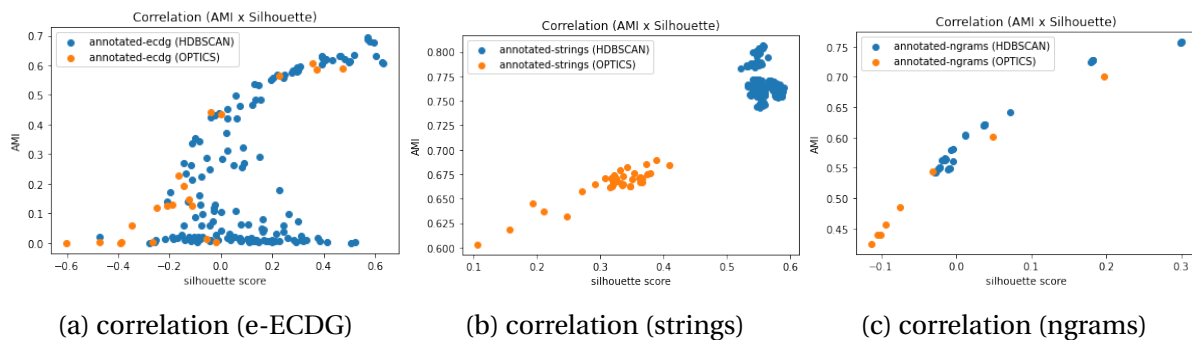 Correlation (AMI x Silhouette)
annotated-ecdg (HDBSCAN)
annotated-ecdg (OPTICS)
AMI
0.7
0.6
0.5
0.4
0.3
0.2
0.1
0.0
−0.6 −0.4 −0.2 0.0 0.2 0.4 0.6
silhouette score
(a) correlation (e-ECDG)
Correlation (AMI x Silhouette)
annotated-strings (HDBSCAN)
annotated-strings (OPTICS)
AMI
0.800
0.775
0.750
0.725
0.700
0.675
0.650
0.625
0.600
0.1 0.2 0.3 0.4 0.5 0.6
silhouette score
(b) correlation (strings)
Correlation (AMI x Silhouette)
annotated-ngrams (HDBSCAN)
annotated-ngrams (OPTICS)
AMI
0.75
0.70
0.65
0.60
0.55
0.50
0.45
−0.1 0.0 0.1 0.2 0.3
silhouette score
(c) correlation (ngrams)